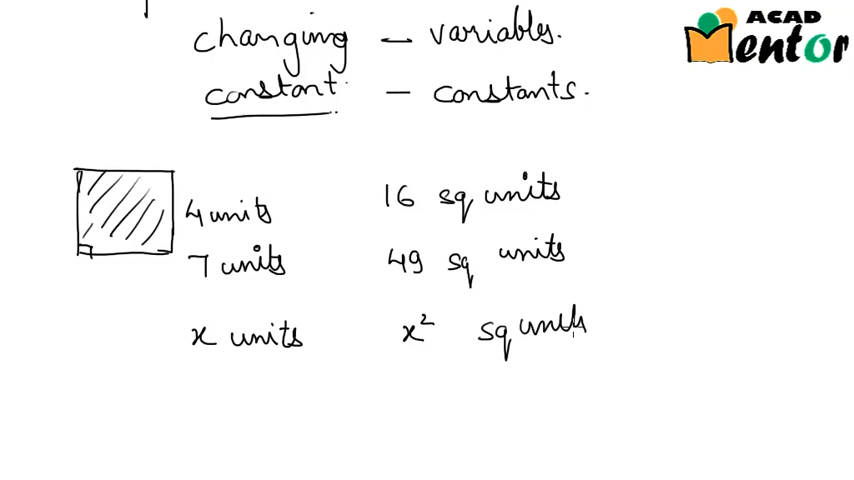 ACAD
Mentor
changing – variables.
constant – constants.
4 units 16 sq units
7 units 49 sq units
x units x² sq units